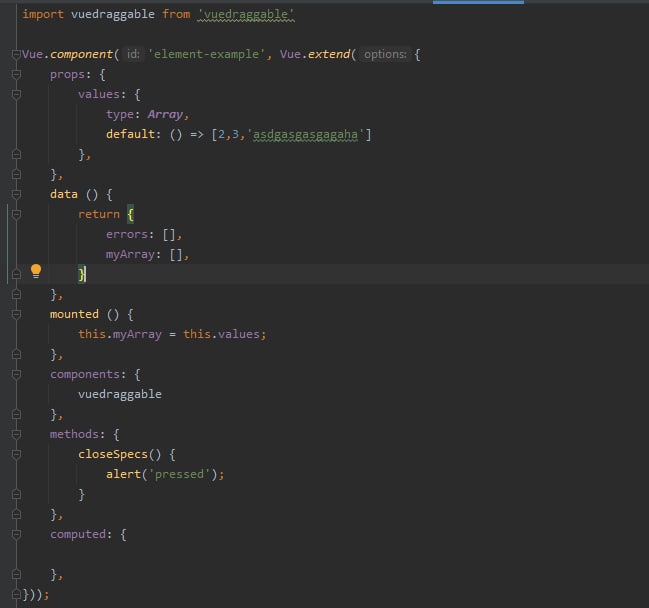 import vuedraggable from 'vuedraggable'
Vue.component( id: 'element-example', Vue.extend( options: {
props: {
values: {
type: Array,
default: () => [2,3,'asdgasgasgagaha']
},
},
data () {
return {
errors: [],
myArray: [],
}
},
mounted () {
this.myArray = this.values;
},
components: {
vuedraggable
},
methods: {
closeSpecs() {
alert('pressed');
}
},
computed: {
},
}));